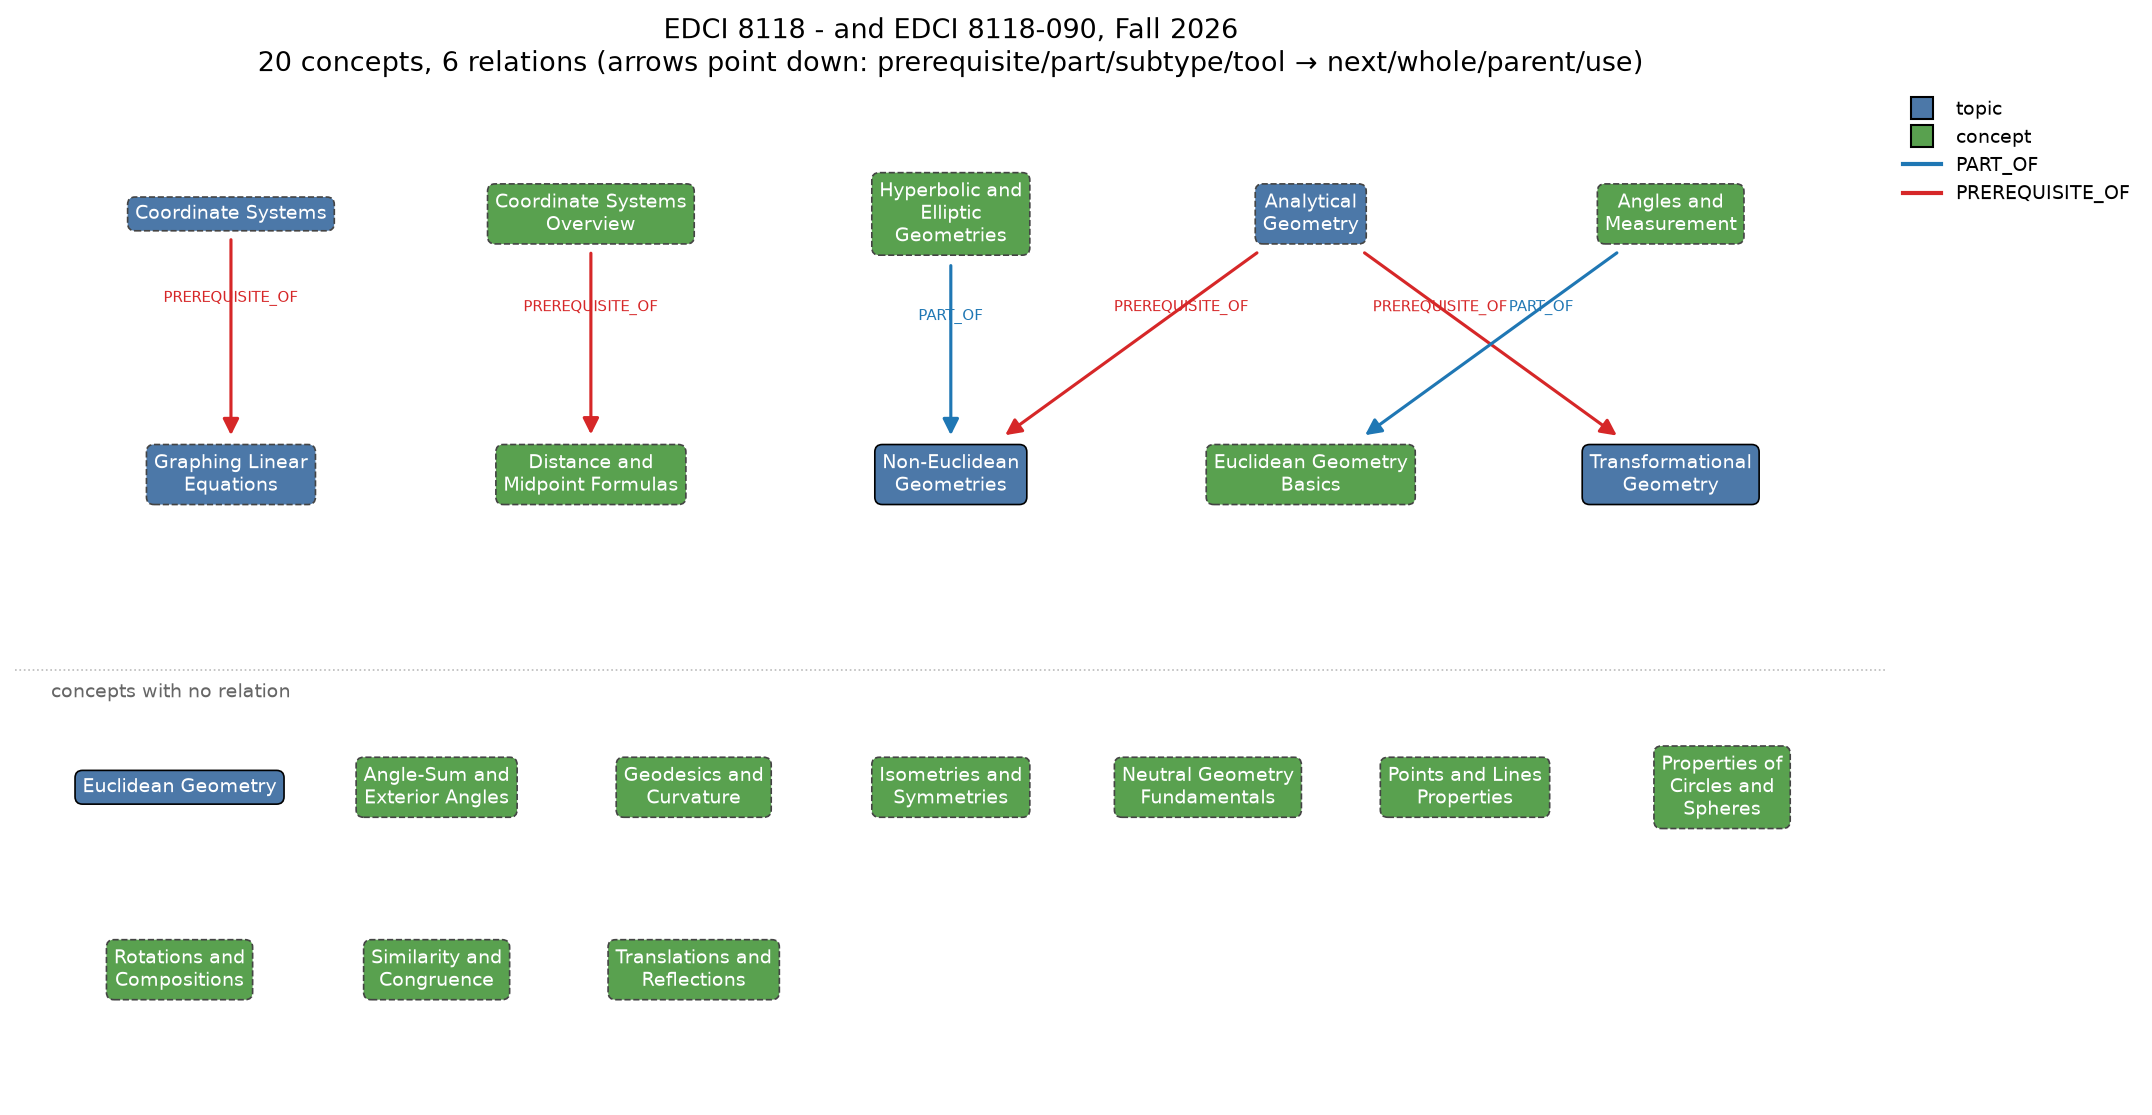 EDCI 8118 - and EDCI 8118-090, Fall 2026
20 concepts, 6 relations (arrows point down: prerequisite/part/subtype/tool → next/whole/parent/use)
topic
concept
PART_OF
PREREQUISITE_OF
Coordinate Systems
Coordinate Systems
Overview
Hyperbolic and
Elliptic
Geometries
Analytical
Geometry
Angles and
Measurement
PREREQUISITE_OF
PREREQUISITE_OF
PART_OF
PREREQUISITE_OF
PREREQUISITE_OF
PART_OF
Graphing Linear
Equations
Distance and
Midpoint Formulas
Non-Euclidean
Geometries
Euclidean Geometry
Basics
Transformational
Geometry
concepts with no relation
Euclidean Geometry
Angle-Sum and
Exterior Angles
Geodesics and
Curvature
Isometries and
Symmetries
Neutral Geometry
Fundamentals
Points and Lines
Properties
Properties of
Circles and
Spheres
Rotations and
Compositions
Similarity and
Congruence
Translations and
Reflections